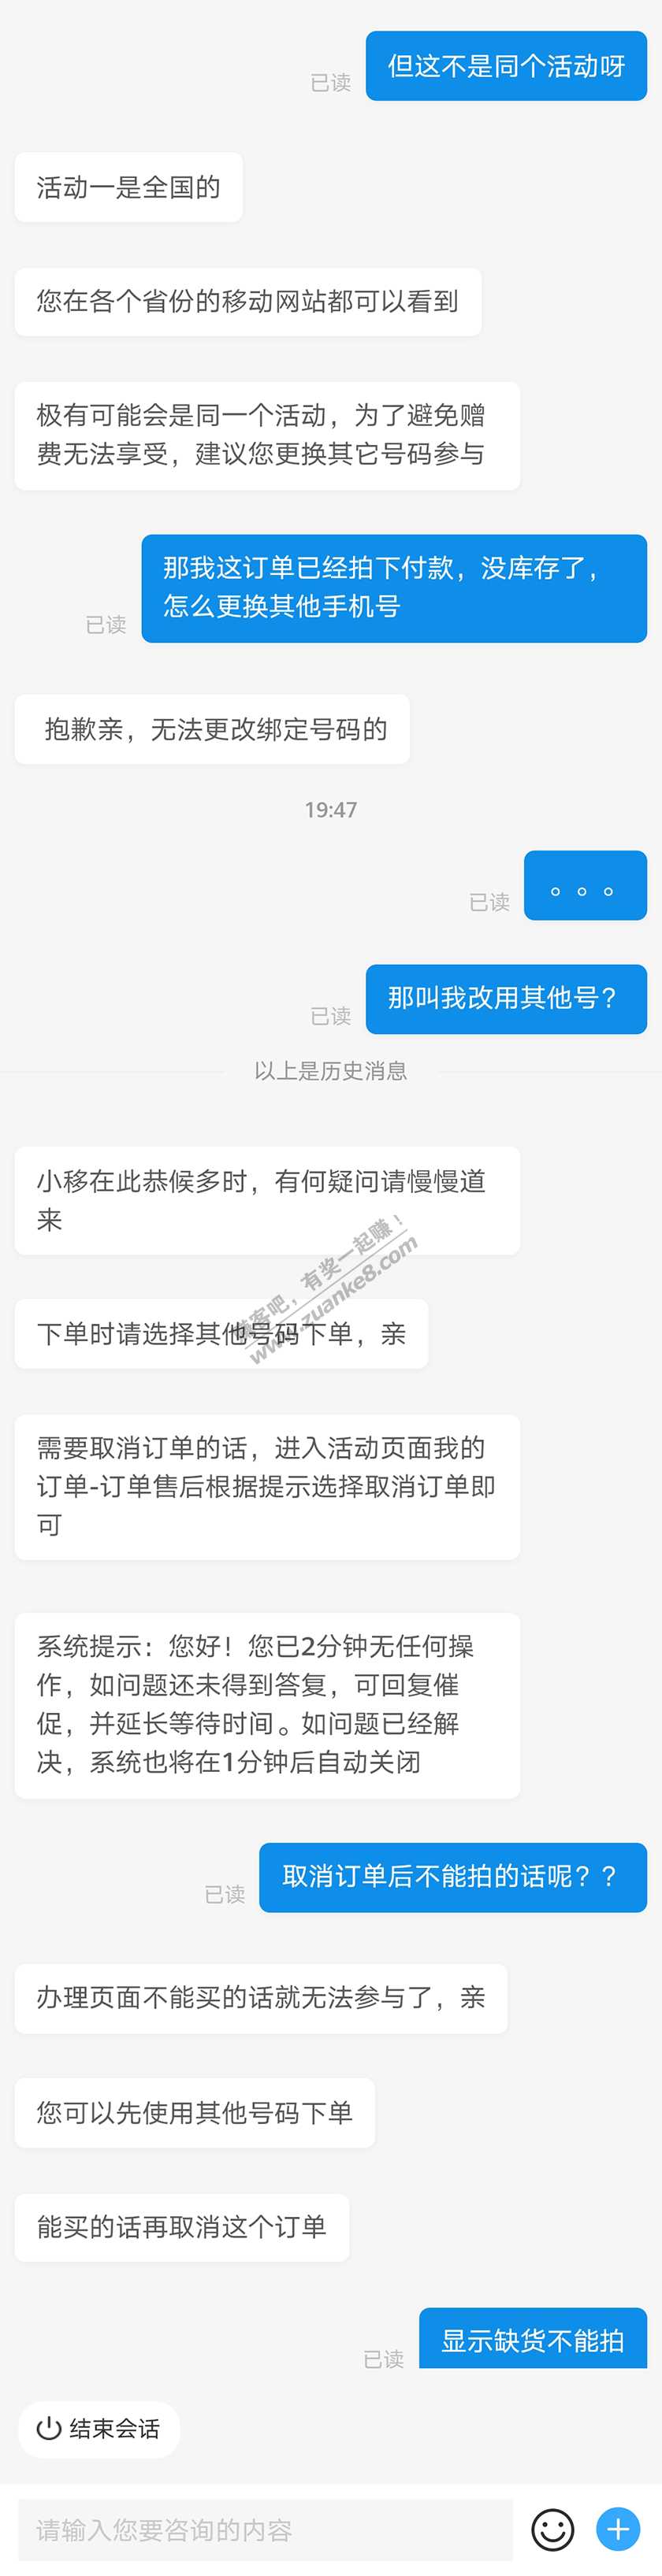 但这不是同个活动呀
已读
活动一是全国的
您在各个省份的移动网站都可以看到
极有可能会是同一个活动，为了避免赠
费无法享受，建议您更换其它号码参与
那我这订单已经拍下付款，没库存了，
怎么更换其他手机号
已读
抱歉亲，无法更改绑定号码的
19:47
。。。
已读
那叫我改用其他号？
已读
以上是历史消息
小移在此恭候多时，有何疑问请慢慢道
来
赚客吧，有奖一起赚！
www.zuanke8.com
下单时请选择其他号码下单，亲
需要取消订单的话，进入活动页面我的
订单-订单售后根据提示选择取消订单即
可
系统提示：您好！您已2分钟无任何操
作，如问题还未得到答复，可回复催
促，并延长等待时间。如问题已经解
决，系统也将在1分钟后自动关闭
取消订单后不能拍的话呢？？
已读
办理页面不能买的话就无法参与了，亲
您可以先使用其他号码下单
能买的话再取消这个订单
显示缺货不能拍
已读
结束会话
请输入您要咨询的内容